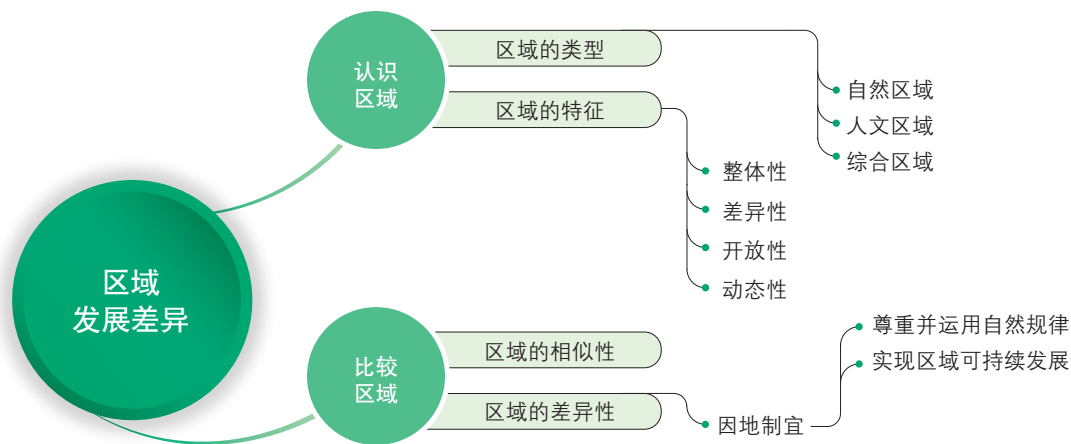 区域
发展差异
认识
区域
区域的类型
自然区域
人文区域
综合区域
区域的特征
整体性
差异性
开放性
动态性
比较
区域
区域的相似性
区域的差异性
因地制宜
尊重并运用自然规律
实现区域可持续发展